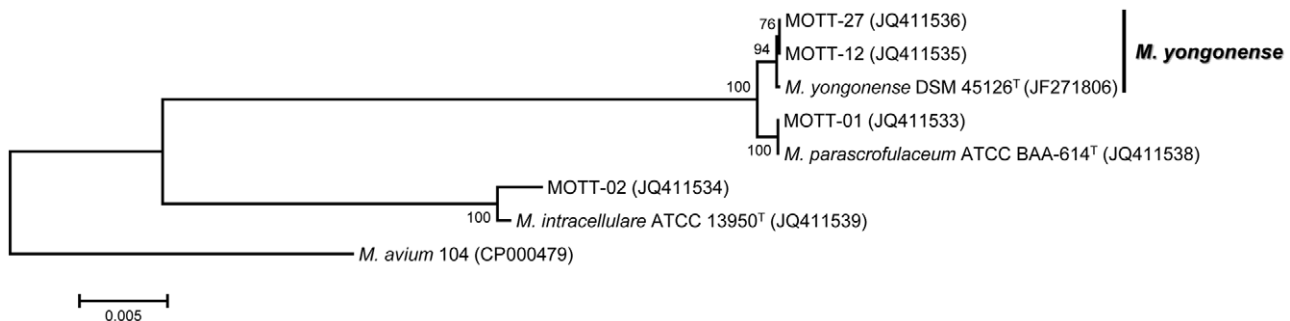 76
MOTT-27 (JQ411536)
94
MOTT-12 (JQ411535)
M. yongonense
M. yongonense DSM 45126ᵀ (JF271806)
100
MOTT-01 (JQ411533)
100
M. parascrofulaceum ATCC BAA-614ᵀ (JQ411538)
MOTT-02 (JQ411534)
100
M. intracellulare ATCC 13950ᵀ (JQ411539)
M. avium 104 (CP000479)
0.005